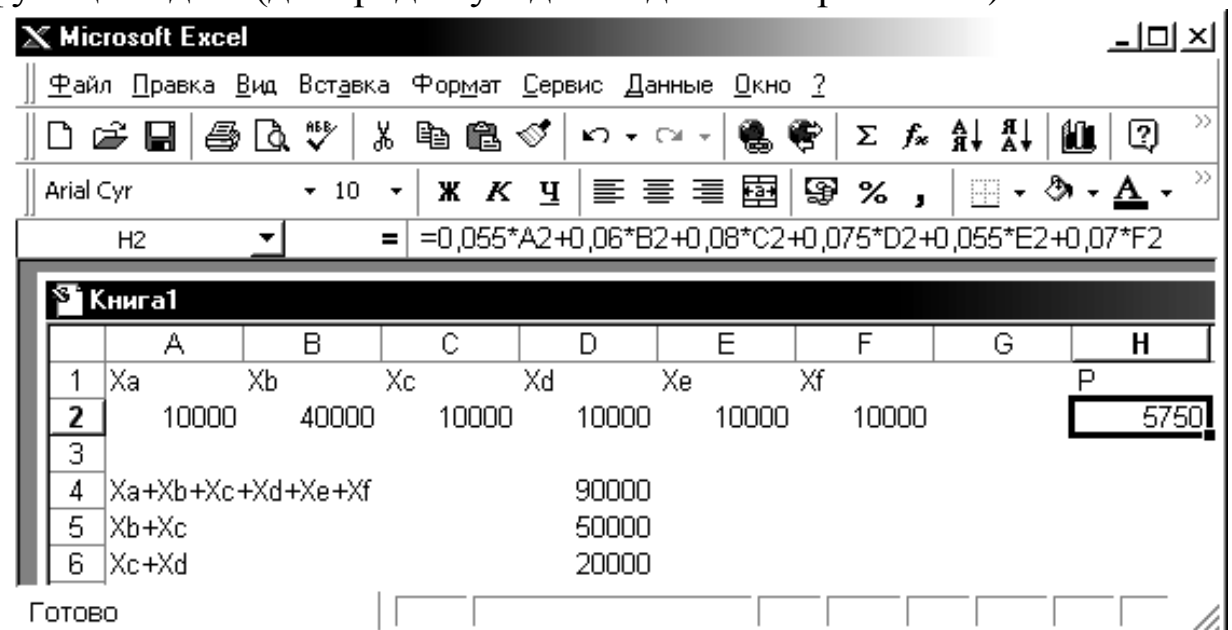 Microsoft Excel
Файл Правка Вид Вставка Формат Сервис Данные Окно ?
Arial Cyr 10 Ж К Ч % ,
H2 = =0,055*A2+0,06*B2+0,08*C2+0,075*D2+0,055*E2+0,07*F2
Книга1
A B C D E F G H
1 Xa Xb Xc Xd Xe Xf P
2 10000 40000 10000 10000 10000 10000 5750
3
4 Xa+Xb+Xc+Xd+Xe+Xf 90000
5 Xb+Xc 50000
6 Xc+Xd 20000
Готово